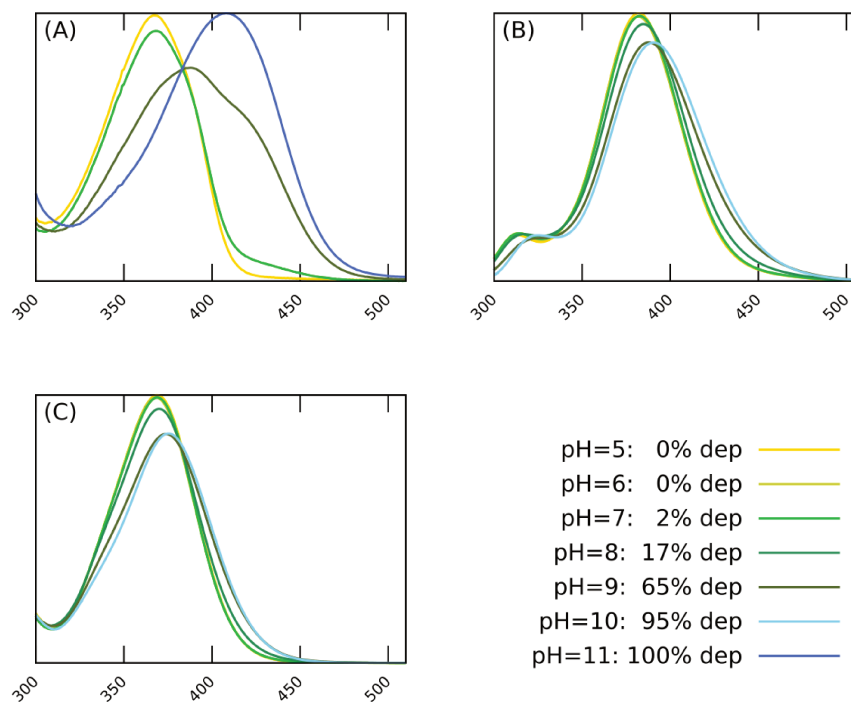 (A)
(B)
300 350 400 450 500
300 350 400 450 500
(C)
300 350 400 450 500
pH=5: 0% dep
pH=6: 0% dep
pH=7: 2% dep
pH=8: 17% dep
pH=9: 65% dep
pH=10: 95% dep
pH=11: 100% dep